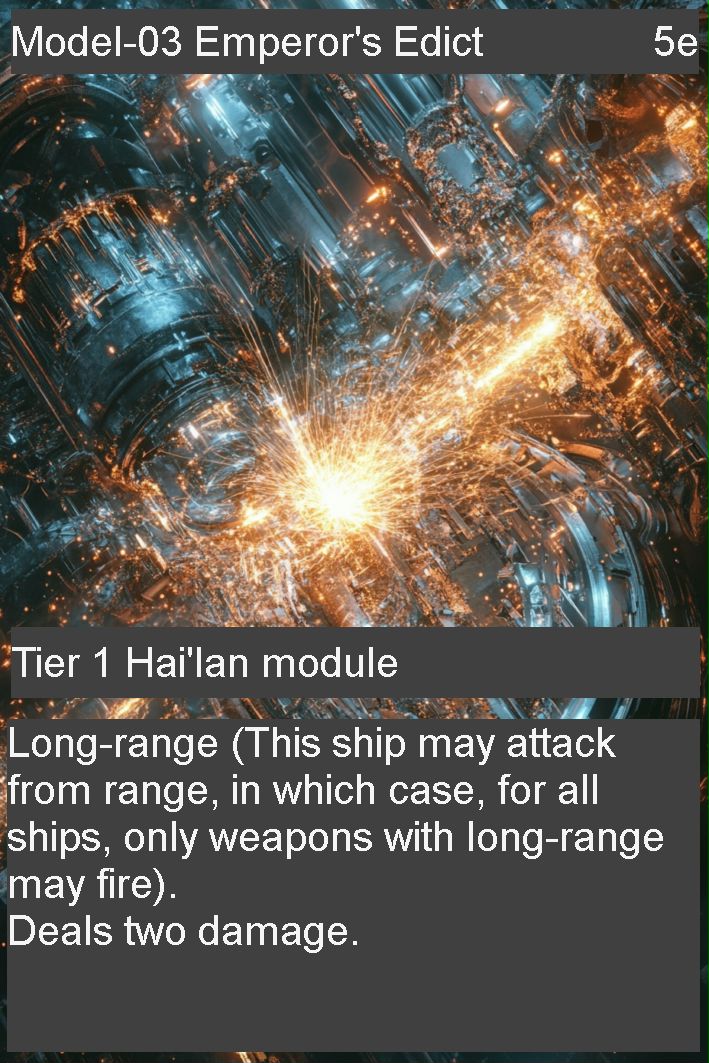 Model-03 Emperor's Edict 5e
Tier 1 Hai'lan module
Long-range (This ship may attack
from range, in which case, for all
ships, only weapons with long-range
may fire).
Deals two damage.